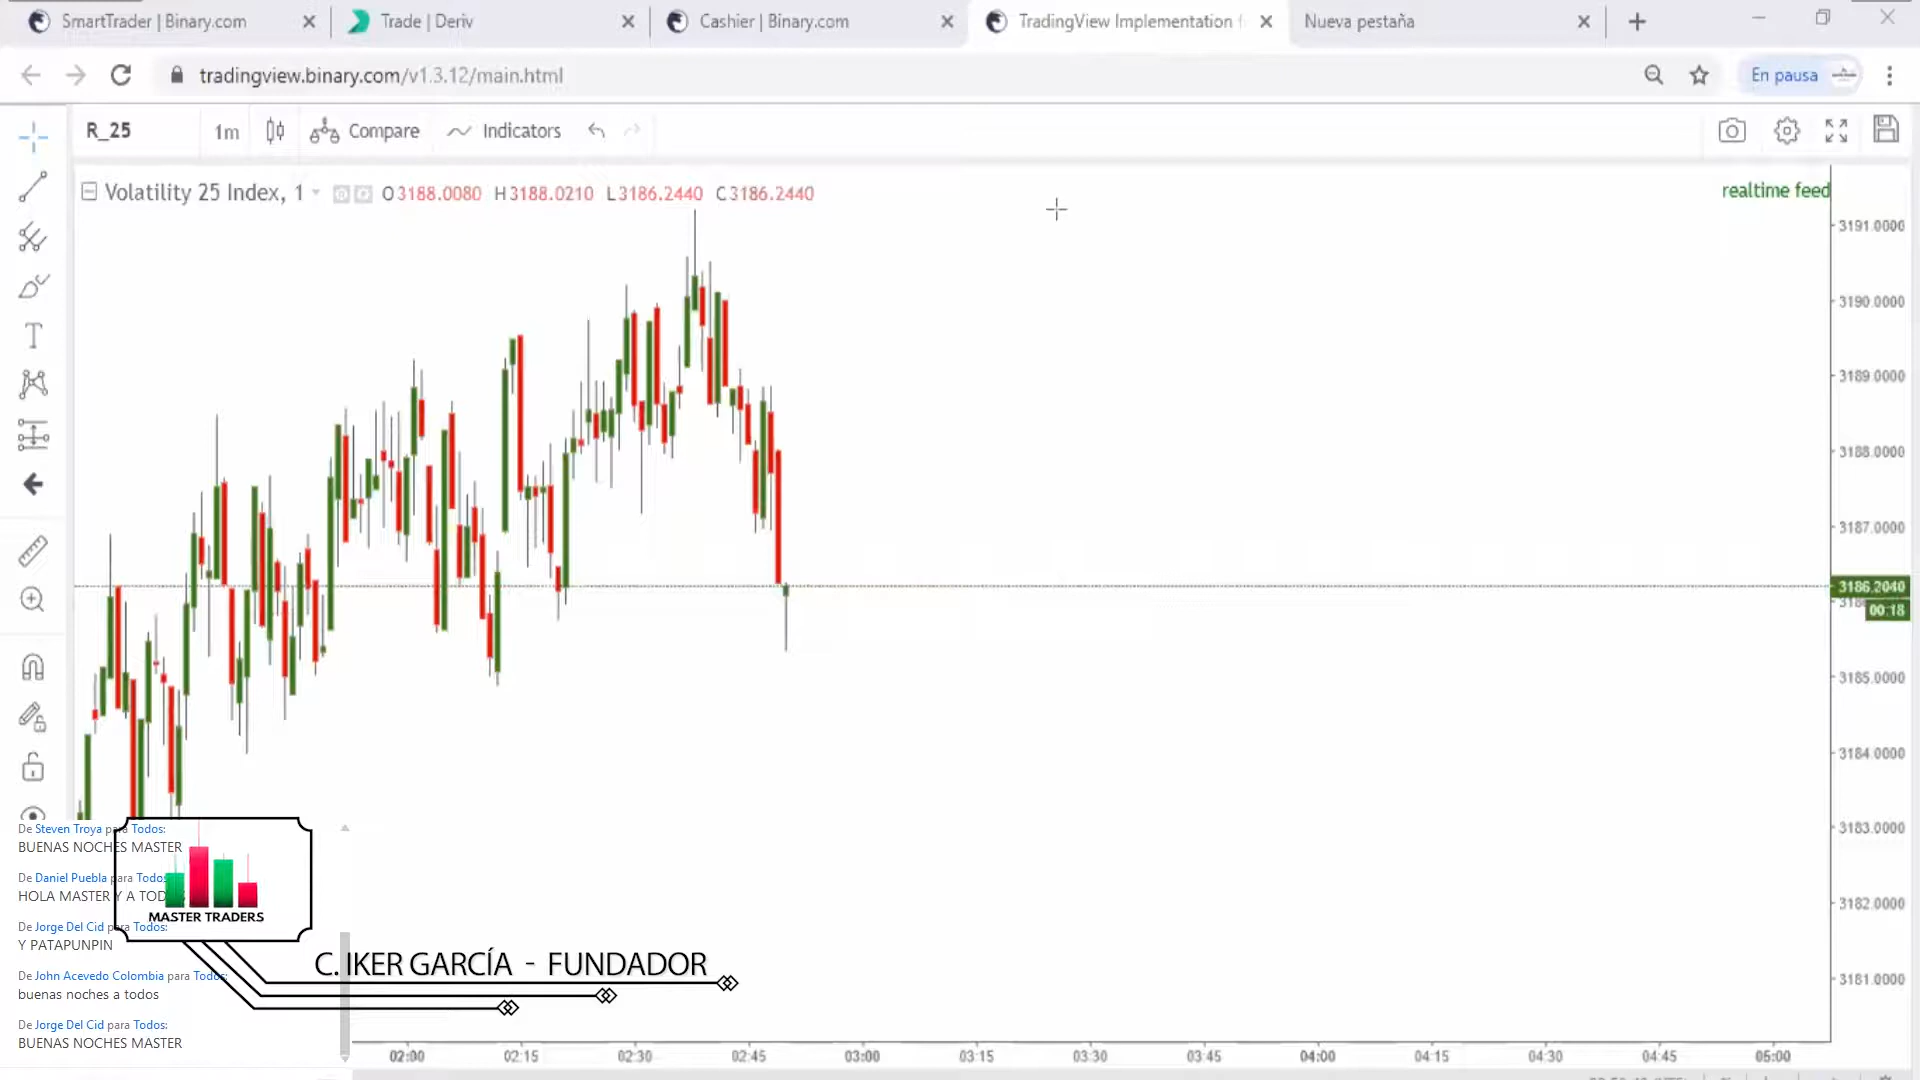 SmartTrader | Binary.com
Trade | Deriv
Cashier | Binary.com
TradingView Implementation f
Nueva pestaña
tradingview.binary.com/v1.3.12/main.html
En pausa
R_25
1m
Compare
Indicators
Volatility 25 Index, 1
O3188.0080 H3188.0210 L3186.2440 C3186.2440
realtime feed
3191.0000
3190.0000
3189.0000
3188.0000
3187.0000
3186.2040
00:18
3185.0000
3184.0000
3183.0000
3182.0000
3181.0000
De Steven Troya para Todos:
BUENAS NOCHES MASTER
De Daniel Puebla para Todos
HOLA MASTER Y A TOD
De Jorge Del Cid para Todos:
Y PATAPUNPIN
De John Acevedo Colombia para Todos:
buenas noches a todos
De Jorge Del Cid para Todos:
BUENAS NOCHES MASTER
MASTER TRADERS
C. IKER GARCÍA - FUNDADOR
02:00
02:15
02:30
02:45
03:00
03:15
03:30
03:45
04:00
04:15
04:30
04:45
05:00